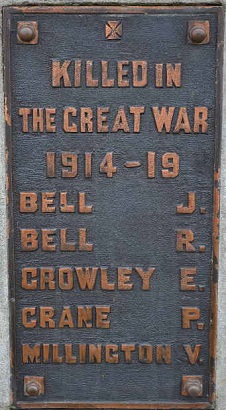 KILLED IN
THE GREAT WAR
1914-19
BELL J.
BELL R.
CROWLEY E.
CRANE P.
MILLINGTON V.